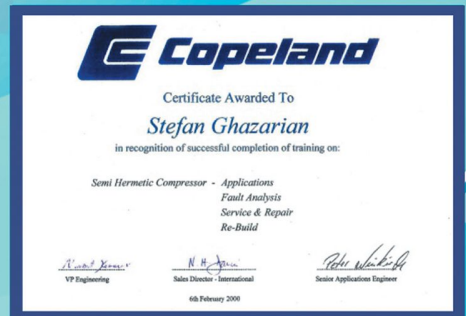 Copeland
Certificate Awarded To
Stefan Ghazarian
in recognition of successful completion of training on:
Semi Hermetic Compressor - Applications
Fault Analysis
Service & Repair
Re-Build
VP Engineering
Sales Director - International
Senior Applications Engineer
6th February 2000